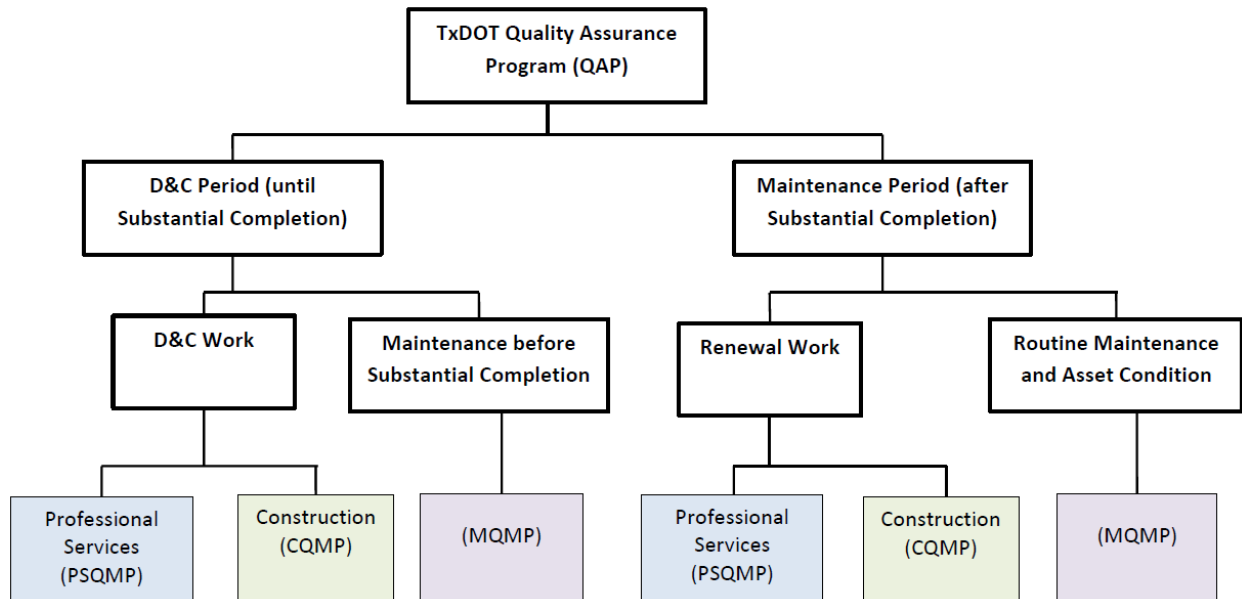 TxDOT Quality Assurance
Program (QAP)
D&C Period (until
Substantial Completion)
Maintenance Period (after
Substantial Completion)
D&C Work
Maintenance before
Substantial Completion
Renewal Work
Routine Maintenance
and Asset Condition
Professional
Services
(PSQMP)
Construction
(CQMP)
(MQMP)
Professional
Services
(PSQMP)
Construction
(CQMP)
(MQMP)